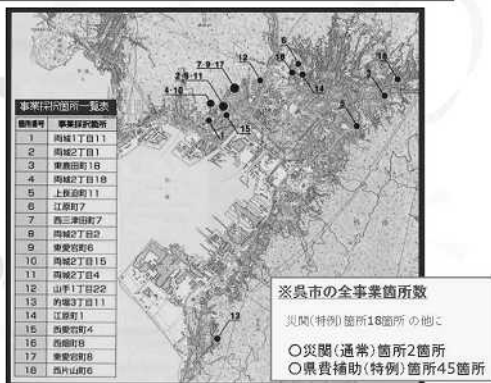 7・9・17
12
6
18
14
4・10
15
13
事業採択箇所一覧表
箇所番号 事業採択箇所
1 両城1丁目11
2 両城2丁目1
3 東鹿田町18
4 両城2丁目18
5 上長迫町11
6 江原町7
7 西三津田町7
8 両城2丁目2
9 東愛宕町6
10 両城2丁目15
11 両城2丁目4
12 山手1丁目22
13 的場3丁目11
14 江原町1
15 西愛宕町4
16 西畑町8
17 東愛宕町8
18 西片山町6
※呉市の全事業箇所数
災関(特例)箇所18箇所 の他に
○災関(通常)箇所2箇所
○県費補助(特例)箇所45箇所